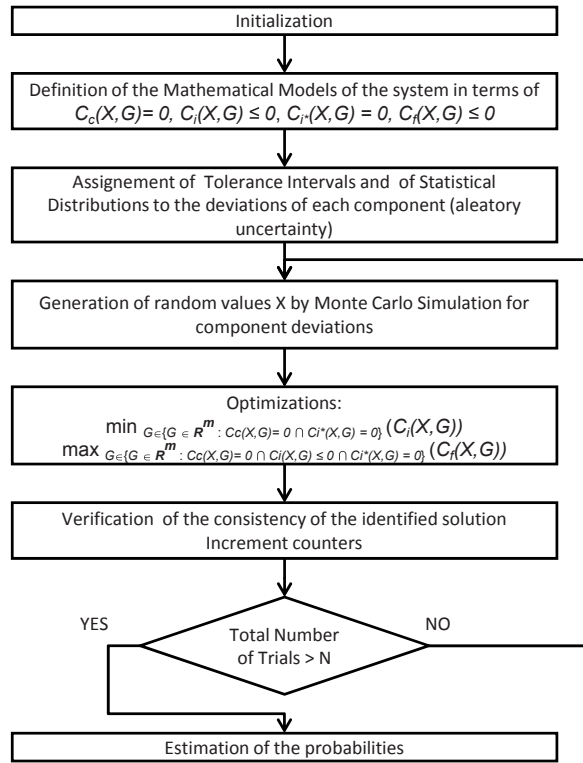 Initialization
Definition of the Mathematical Models of the system in terms of
Cc(X,G)= 0, Ci(X,G) ≤ 0, Ci*(X,G) = 0, Cf(X,G) ≤ 0
Assignement of Tolerance Intervals and of Statistical
Distributions to the deviations of each component (aleatory
uncertainty)
Generation of random values X by Monte Carlo Simulation for
component deviations
Optimizations:
min G∈{G ∈ R^m : Cc(X,G)= 0 ∩ Ci*(X,G) = 0} (Ci(X,G))
max G∈{G ∈ R^m : Cc(X,G)= 0 ∩ Ci(X,G) ≤ 0 ∩ Ci*(X,G) = 0} (Cf(X,G))
Verification of the consistency of the identified solution
Increment counters
YES
NO
Total Number
of Trials > N
Estimation of the probabilities